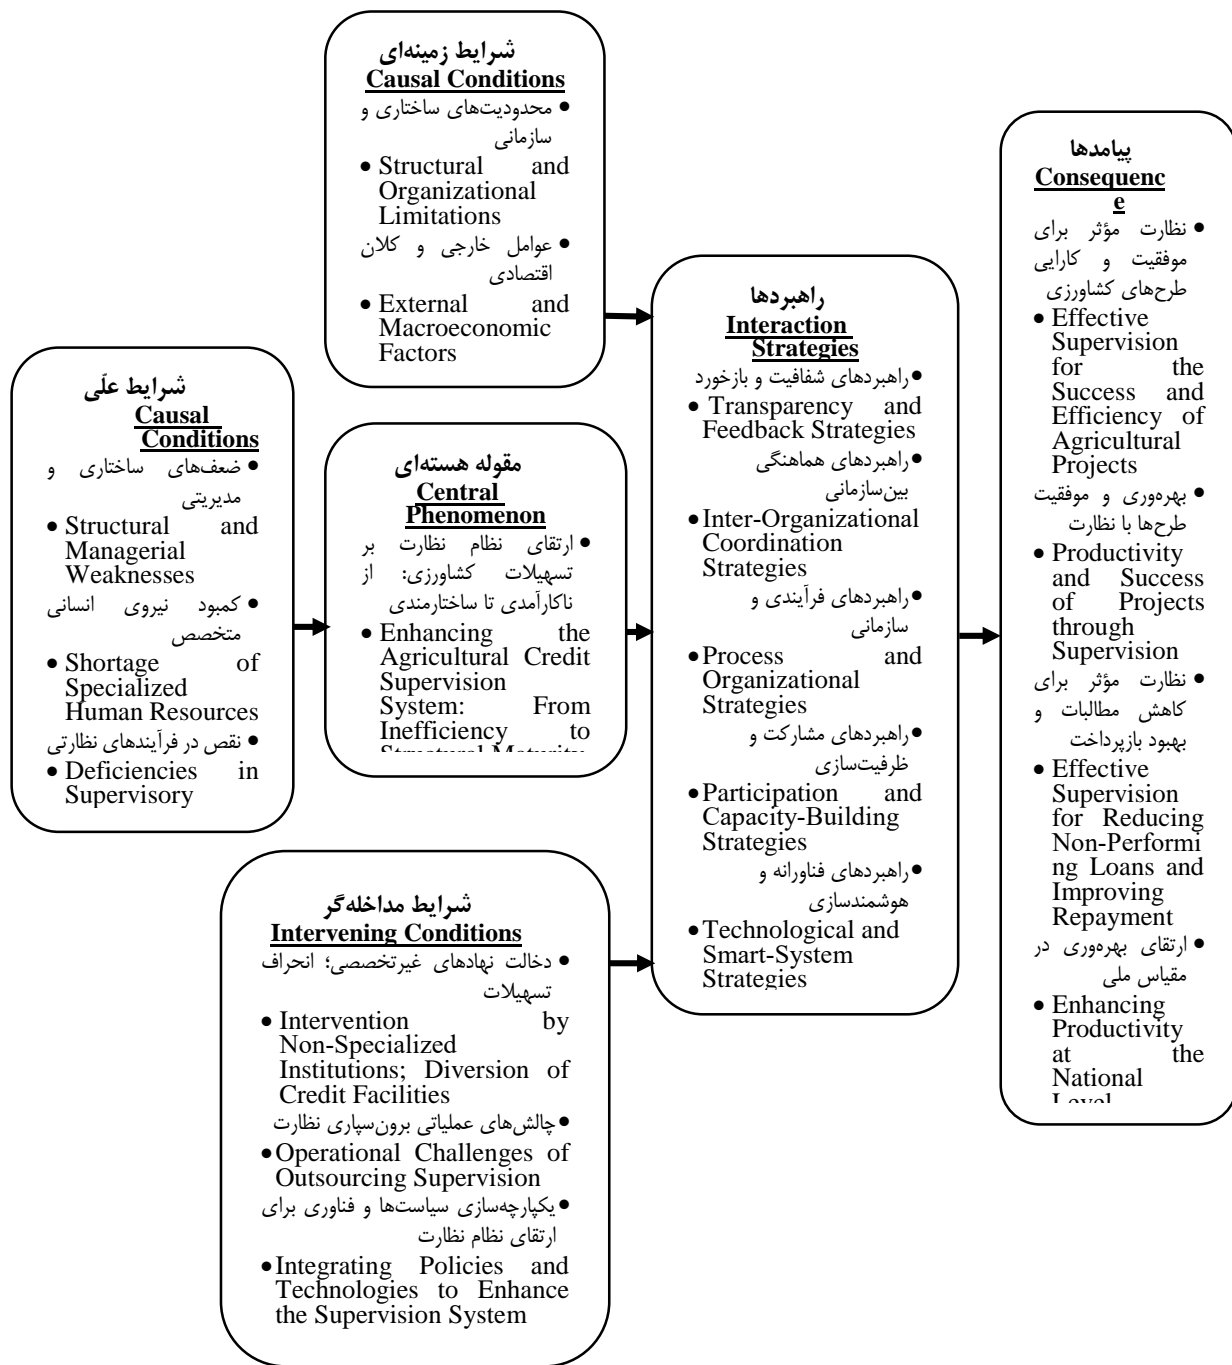 شرایط زمینه‌ای
Causal Conditions
• محدودیت‌های ساختاری و
سازمانی
• Structural and
Organizational
Limitations
• عوامل خارجی و کلان
اقتصادی
• External and
Macroeconomic
Factors
شرایط علّی
Causal
Conditions
• ضعف‌های ساختاری و
مدیریتی
• Structural and
Managerial
Weaknesses
• کمبود نیروی انسانی
متخصص
• Shortage of
Specialized
Human Resources
• نقص در فرآیندهای نظارتی
• Deficiencies in
Supervisory
مقوله هسته‌ای
Central
Phenomenon
• ارتقای نظام نظارت بر
تسهیلات کشاورزی: از
ناکارآمدی تا ساختارمندی
• Enhancing the
Agricultural Credit
Supervision
System: From
Inefficiency to
Structural Maturity
شرایط مداخله‌گر
Intervening Conditions
• دخالت نهادهای غیرتخصصی؛ انحراف
تسهیلات
• Intervention by
Non-Specialized
Institutions; Diversion of
Credit Facilities
• چالش‌های عملیاتی برون‌سپاری نظارت
• Operational Challenges of
Outsourcing Supervision
• یکپارچه‌سازی سیاست‌ها و فناوری برای
ارتقای نظام نظارت
• Integrating Policies and
Technologies to Enhance
the Supervision System
راهبردها
Interaction
Strategies
• راهبردهای شفافیت و بازخورد
• Transparency and
Feedback Strategies
• راهبردهای هماهنگی
بین‌سازمانی
• Inter-Organizational
Coordination
Strategies
• راهبردهای فرآیندی و
سازمانی
• Process and
Organizational
Strategies
• راهبردهای مشارکت و
ظرفیت‌سازی
• Participation and
Capacity-Building
Strategies
• راهبردهای فناورانه و
هوشمندسازی
• Technological and
Smart-System
Strategies
پیامدها
Consequenc
e
• نظارت مؤثر برای
موفقیت و کارایی
طرح‌های کشاورزی
• Effective
Supervision
for the
Success and
Efficiency of
Agricultural
Projects
• بهره‌وری و موفقیت
طرح‌ها با نظارت
• Productivity
and Success
of Projects
through
Supervision
• نظارت مؤثر برای
کاهش مطالبات و
بهبود بازپرداخت
• Effective
Supervision
for Reducing
Non-Performi
ng Loans and
Improving
Repayment
• ارتقای بهره‌وری در
مقیاس ملی
• Enhancing
Productivity
at the
National
Level